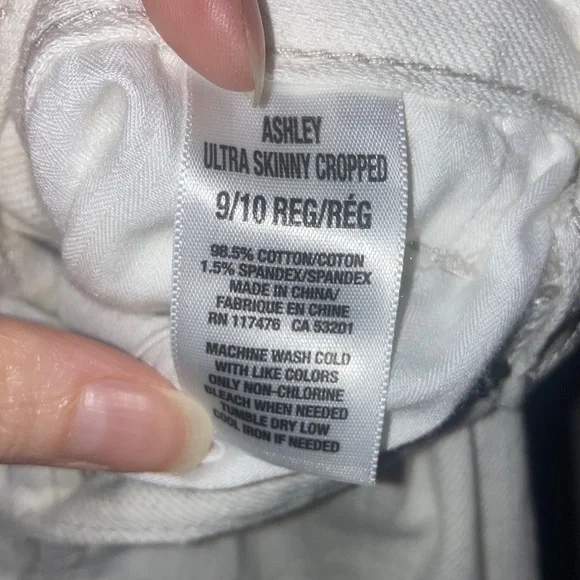 ASHLEY
ULTRA SKINNY CROPPED
9/10 REG/RÉG
98.5% COTTON/COTON
1.5% SPANDEX/SPANDEX
MADE IN CHINA/
FABRIQUE EN CHINE
RN 117476 CA 53201
MACHINE WASH COLD
WITH LIKE COLORS
ONLY NON-CHLORINE
BLEACH WHEN NEEDED
TUMBLE DRY LOW
COOL IRON IF NEEDED